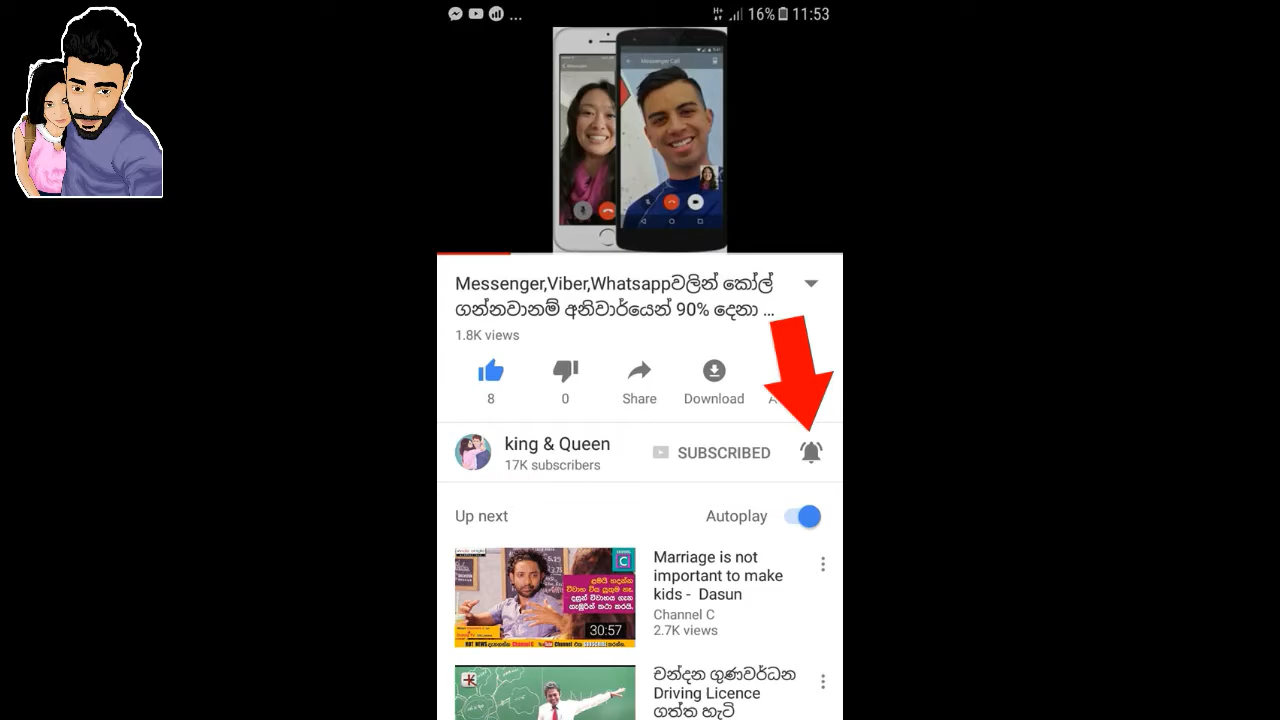 ... 16% 11:53
Messenger Call
Messenger,Viber,Whatsappවලින් කෝල්
ගන්නවානම් අනිවාර්යෙන් 90% දෙනා ...
1.8K views
8 0 Share Download A
king & Queen
17K subscribers
SUBSCRIBED
Up next Autoplay
Marriage is not
important to make
kids - Dasun
Channel C
2.7K views
ළමයි හදන්න
විවාහ විය යුතුම නෑ.
30:57
චන්දන ගුණවර්ධන
Driving Licence
ගත්ත හැටි